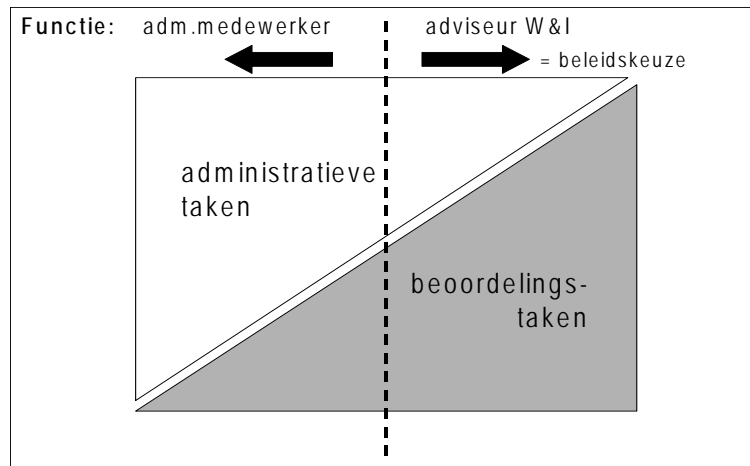 Functie: adm.medewerker adviseur W&I
= beleidskeuze
administratieve
taken
beoordelings-
taken